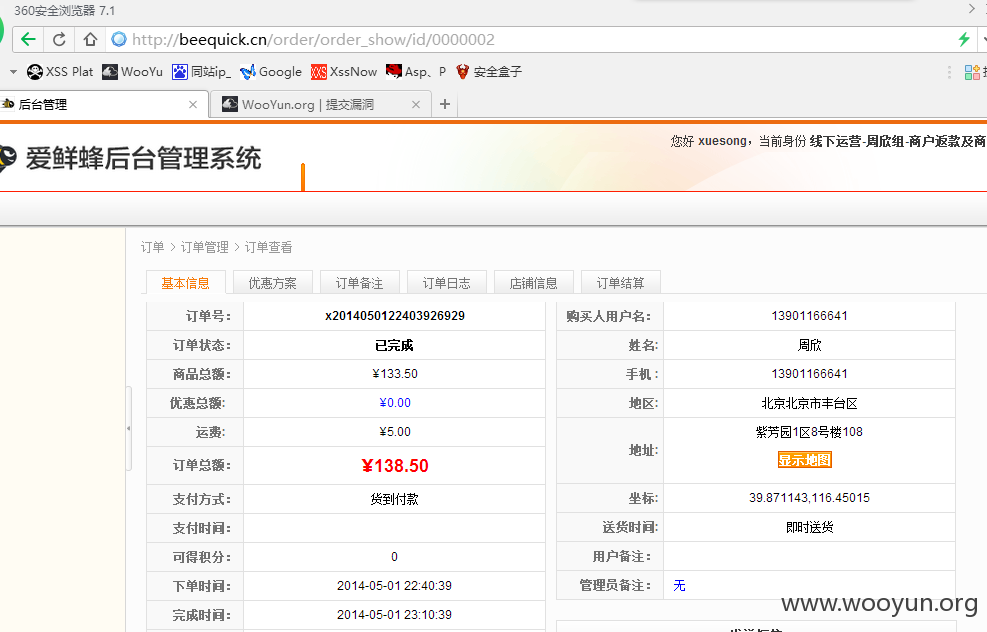 360安全浏览器 7.1
http://beequick.cn/order/order_show/id/0000002
XSS Plat WooYu 同站ip_ Google XssNow Asp、P 安全盒子
后台管理 WooYun.org | 提交漏洞
您好 xuesong，当前身份 线下运营-周欣组-商户返款及商
爱鲜蜂后台管理系统
订单 > 订单管理 > 订单查看
基本信息 优惠方案 订单备注 订单日志 店铺信息 订单结算
订单号： x2014050122403926929
订单状态： 已完成
商品总额： ¥133.50
优惠总额: ¥0.00
运费: ¥5.00
订单总额： ¥138.50
支付方式： 货到付款
支付时间：
可得积分： 0
下单时间： 2014-05-01 22:40:39
完成时间： 2014-05-01 23:10:39
购买人用户名： 13901166641
姓名: 周欣
手机： 13901166641
地区: 北京北京市丰台区
地址: 紫芳园1区8号楼108
显示地图
坐标: 39.871143,116.45015
送货时间: 即时送货
用户备注：
管理员备注： 无
www.wooyun.org